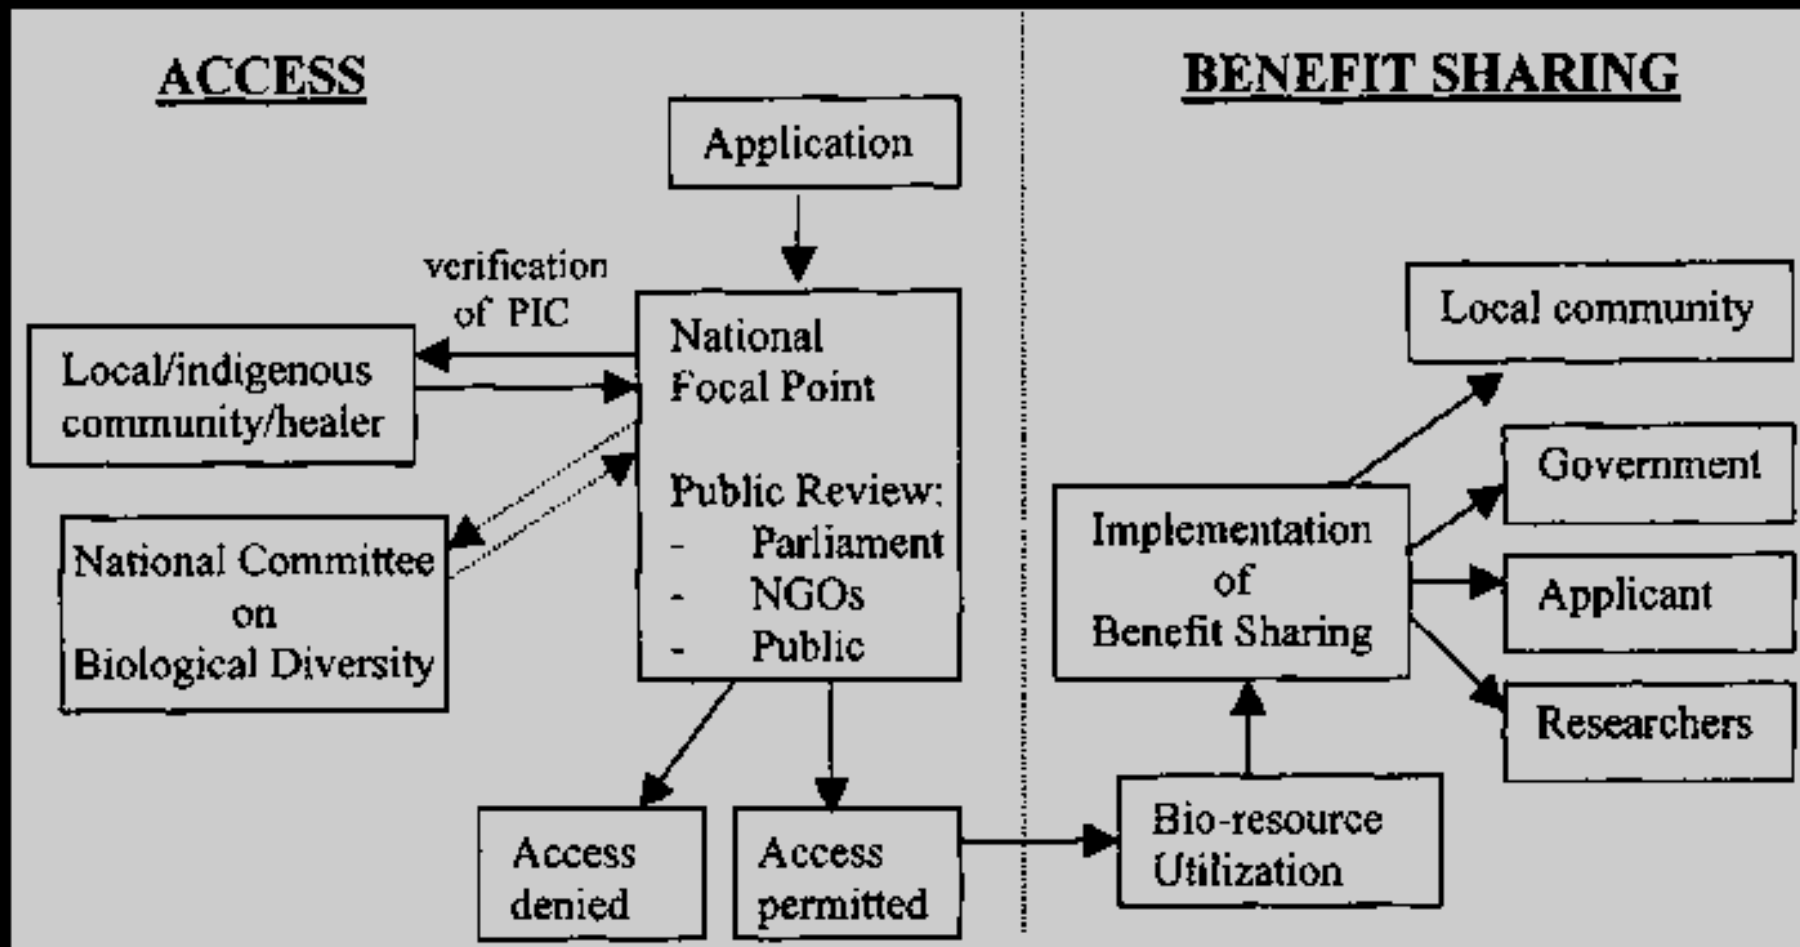 ACCESS
Application
verification
of PIC
Local/indigenous
community/healer
National
Focal Point
Public Review:
- Parliament
- NGOs
- Public
National Committee
on
Biological Diversity
Access
denied
Access
permitted
BENEFIT SHARING
Local community
Government
Implementation
of
Benefit Sharing
Applicant
Researchers
Bio-resource
Utilization